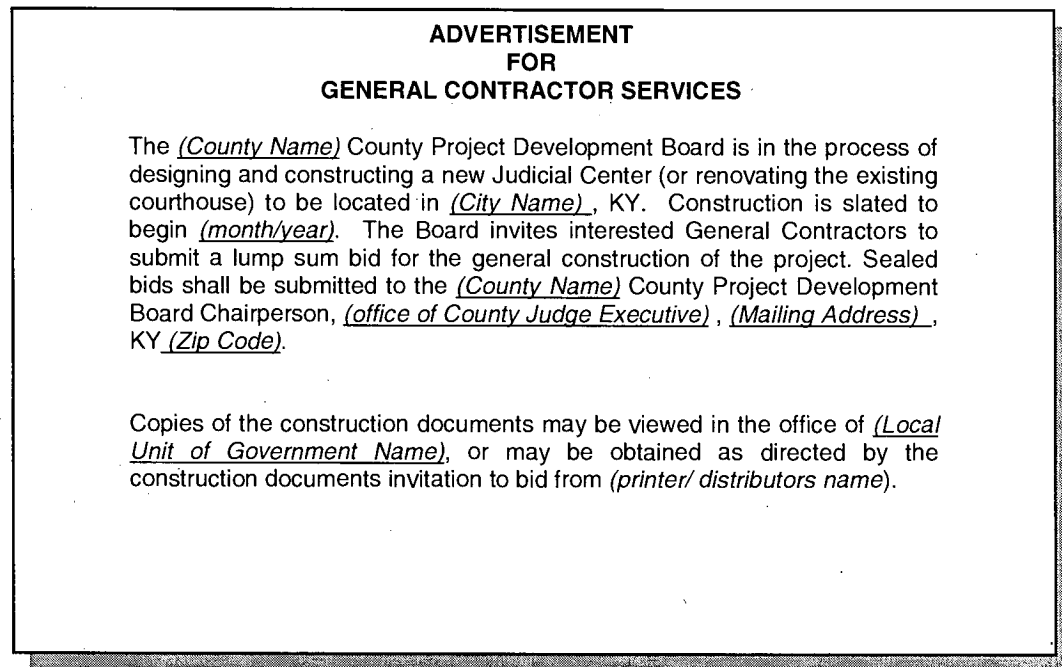 ADVERTISEMENT
FOR
GENERAL CONTRACTOR SERVICES
The (County Name) County Project Development Board is in the process of
designing and constructing a new Judicial Center (or renovating the existing
courthouse) to be located in (City Name) , KY. Construction is slated to
begin (month/year). The Board invites interested General Contractors to
submit a lump sum bid for the general construction of the project. Sealed
bids shall be submitted to the (County Name) County Project Development
Board Chairperson, (office of County Judge Executive) , (Mailing Address) ,
KY (Zip Code).
Copies of the construction documents may be viewed in the office of (Local
Unit of Government Name), or may be obtained as directed by the
construction documents invitation to bid from (printer/ distributors name).